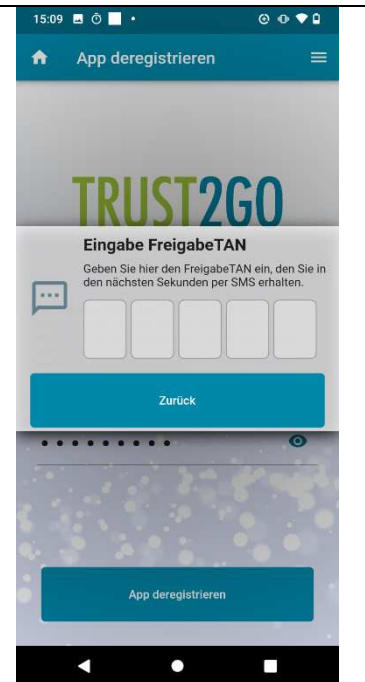 15:09
App deregistrieren
TRUST2GO
Eingabe FreigabeTAN
Geben Sie hier den FreigabeTAN ein, den Sie in
den nächsten Sekunden per SMS erhalten.
Zurück
App deregistrieren